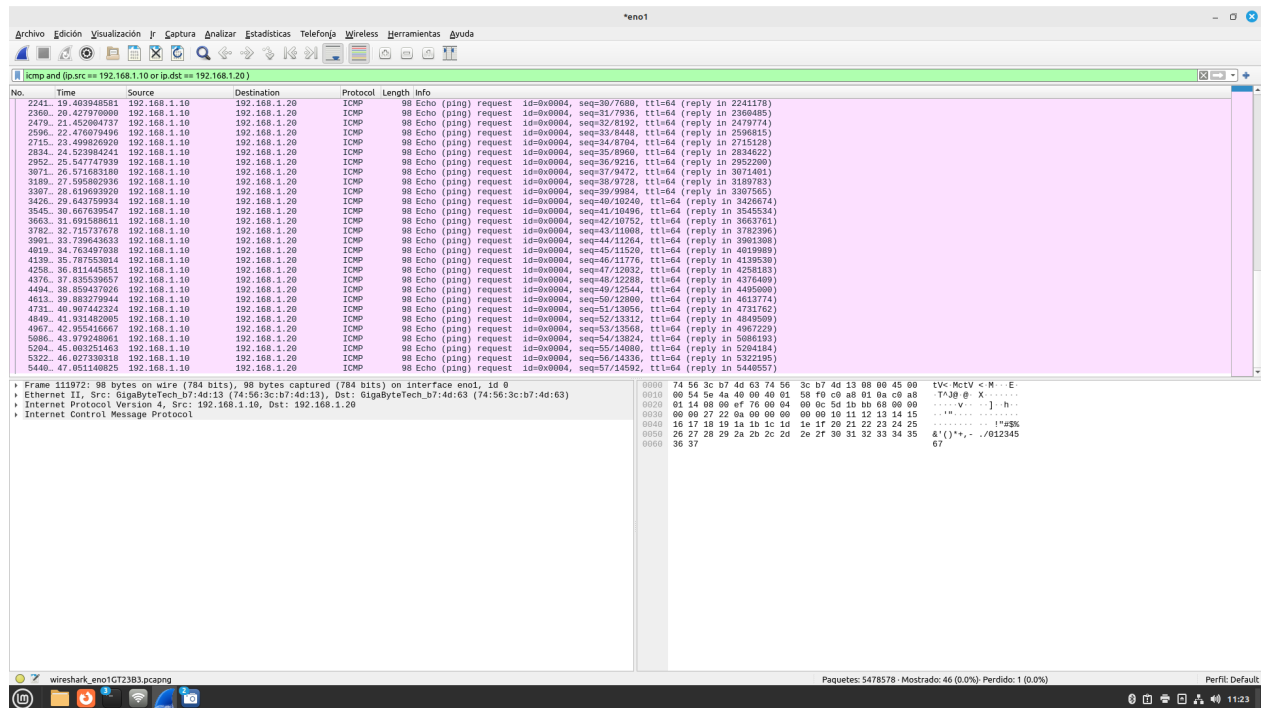 *eno1
Archivo Edición Visualización Ir Captura Analizar Estadísticas Telefonía Wireless Herramientas Ayuda
icmp and (ip.src == 192.168.1.10 or ip.dst == 192.168.1.20 )
No. Time Source Destination Protocol Length Info
2241… 19.403948581 192.168.1.10 192.168.1.20 ICMP 98 Echo (ping) request id=0x0004, seq=30/7680, ttl=64 (reply in 2241178)
2360… 20.427970000 192.168.1.10 192.168.1.20 ICMP 98 Echo (ping) request id=0x0004, seq=31/7936, ttl=64 (reply in 2360485)
2479… 21.452004737 192.168.1.10 192.168.1.20 ICMP 98 Echo (ping) request id=0x0004, seq=32/8192, ttl=64 (reply in 2479774)
2596… 22.476079496 192.168.1.10 192.168.1.20 ICMP 98 Echo (ping) request id=0x0004, seq=33/8448, ttl=64 (reply in 2596815)
2715… 23.499826920 192.168.1.10 192.168.1.20 ICMP 98 Echo (ping) request id=0x0004, seq=34/8704, ttl=64 (reply in 2715128)
2834… 24.523984241 192.168.1.10 192.168.1.20 ICMP 98 Echo (ping) request id=0x0004, seq=35/8960, ttl=64 (reply in 2834622)
2952… 25.547747939 192.168.1.10 192.168.1.20 ICMP 98 Echo (ping) request id=0x0004, seq=36/9216, ttl=64 (reply in 2952200)
3071… 26.571683180 192.168.1.10 192.168.1.20 ICMP 98 Echo (ping) request id=0x0004, seq=37/9472, ttl=64 (reply in 3071401)
3189… 27.595802936 192.168.1.10 192.168.1.20 ICMP 98 Echo (ping) request id=0x0004, seq=38/9728, ttl=64 (reply in 3189783)
3307… 28.619693920 192.168.1.10 192.168.1.20 ICMP 98 Echo (ping) request id=0x0004, seq=39/9984, ttl=64 (reply in 3307565)
3426… 29.643759934 192.168.1.10 192.168.1.20 ICMP 98 Echo (ping) request id=0x0004, seq=40/10240, ttl=64 (reply in 3426674)
3545… 30.667639547 192.168.1.10 192.168.1.20 ICMP 98 Echo (ping) request id=0x0004, seq=41/10496, ttl=64 (reply in 3545534)
3663… 31.691588611 192.168.1.10 192.168.1.20 ICMP 98 Echo (ping) request id=0x0004, seq=42/10752, ttl=64 (reply in 3663761)
3782… 32.715737678 192.168.1.10 192.168.1.20 ICMP 98 Echo (ping) request id=0x0004, seq=43/11008, ttl=64 (reply in 3782396)
3901… 33.739643633 192.168.1.10 192.168.1.20 ICMP 98 Echo (ping) request id=0x0004, seq=44/11264, ttl=64 (reply in 3901308)
4019… 34.763497038 192.168.1.10 192.168.1.20 ICMP 98 Echo (ping) request id=0x0004, seq=45/11520, ttl=64 (reply in 4019989)
4139… 35.787553014 192.168.1.10 192.168.1.20 ICMP 98 Echo (ping) request id=0x0004, seq=46/11776, ttl=64 (reply in 4139530)
4258… 36.811445851 192.168.1.10 192.168.1.20 ICMP 98 Echo (ping) request id=0x0004, seq=47/12032, ttl=64 (reply in 4258183)
4376… 37.835539657 192.168.1.10 192.168.1.20 ICMP 98 Echo (ping) request id=0x0004, seq=48/12288, ttl=64 (reply in 4376409)
4494… 38.859437026 192.168.1.10 192.168.1.20 ICMP 98 Echo (ping) request id=0x0004, seq=49/12544, ttl=64 (reply in 4495000)
4613… 39.883279944 192.168.1.10 192.168.1.20 ICMP 98 Echo (ping) request id=0x0004, seq=50/12800, ttl=64 (reply in 4613774)
4731… 40.907442324 192.168.1.10 192.168.1.20 ICMP 98 Echo (ping) request id=0x0004, seq=51/13056, ttl=64 (reply in 4731762)
4849… 41.931482005 192.168.1.10 192.168.1.20 ICMP 98 Echo (ping) request id=0x0004, seq=52/13312, ttl=64 (reply in 4849509)
4967… 42.955416667 192.168.1.10 192.168.1.20 ICMP 98 Echo (ping) request id=0x0004, seq=53/13568, ttl=64 (reply in 4967229)
5086… 43.979248061 192.168.1.10 192.168.1.20 ICMP 98 Echo (ping) request id=0x0004, seq=54/13824, ttl=64 (reply in 5086193)
5204… 45.003251463 192.168.1.10 192.168.1.20 ICMP 98 Echo (ping) request id=0x0004, seq=55/14080, ttl=64 (reply in 5204184)
5322… 46.027330318 192.168.1.10 192.168.1.20 ICMP 98 Echo (ping) request id=0x0004, seq=56/14336, ttl=64 (reply in 5322195)
5440… 47.051140825 192.168.1.10 192.168.1.20 ICMP 98 Echo (ping) request id=0x0004, seq=57/14592, ttl=64 (reply in 5440557)
Frame 111972: 98 bytes on wire (784 bits), 98 bytes captured (784 bits) on interface eno1, id 0
Ethernet II, Src: GigaByteTech_b7:4d:13 (74:56:3c:b7:4d:13), Dst: GigaByteTech_b7:4d:63 (74:56:3c:b7:4d:63)
Internet Protocol Version 4, Src: 192.168.1.10, Dst: 192.168.1.20
Internet Control Message Protocol
0000 74 56 3c b7 4d 63 74 56 3c b7 4d 13 08 00 45 00 tV<·MctV <·M···E·
0010 00 54 5e 4a 40 00 40 01 58 f0 c0 a8 01 0a c0 a8 ·T^J@·@· X·······
0020 01 14 08 00 ef 76 00 04 00 0c 5d 1b bb 68 00 00 ·····v·· ··]··h··
0030 00 00 27 22 0a 00 00 00 00 00 10 11 12 13 14 15 ··'"···· ········
0040 16 17 18 19 1a 1b 1c 1d 1e 1f 20 21 22 23 24 25 ········ ·· !"#$%
0050 26 27 28 29 2a 2b 2c 2d 2e 2f 30 31 32 33 34 35 &'()*+,- ./012345
0060 36 37 67
wireshark_eno1GT23B3.pcapng Paquetes: 5478578 · Mostrado: 46 (0.0%)· Perdido: 1 (0.0%) Perfil: Default
3 2 11:23